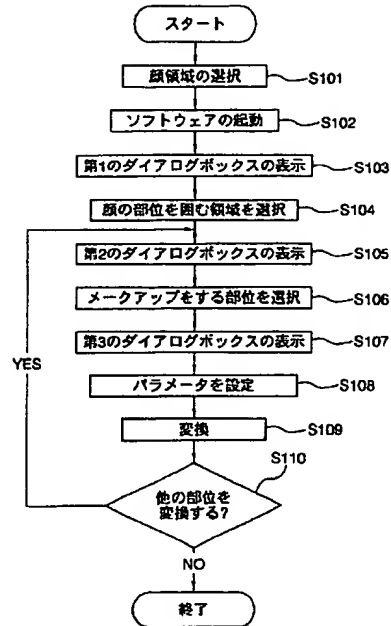 スタート
顔領域の選択
S101
ソフトウェアの起動
S102
第1のダイアログボックスの表示
S103
顔の部位を囲む領域を選択
S104
第2のダイアログボックスの表示
S105
メークアップをする部位を選択
S106
第3のダイアログボックスの表示
S107
YES
パラメータを設定
S108
変換
S109
S110
他の部位を
変換する?
NO
終了